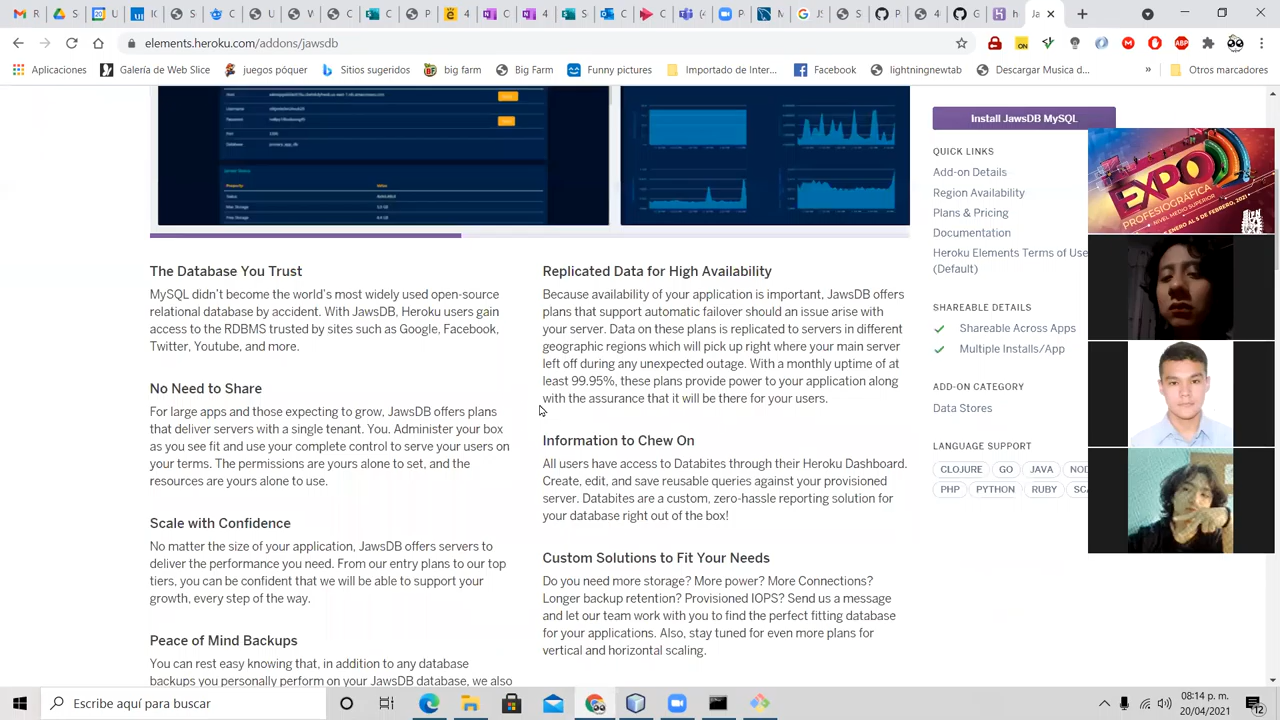 elements.heroku.com/addons/jawsdb
ON
ABP
Aplicaciones
Galería de Web Slice
juegos póquer
Sitios sugeridos
big farm
Big Farm
Funny pictures
Facebook
Descargar Musica d...
Otros marcadores
Username
Password
Port
Database
Property
Value
Status
AVAILABLE
Max Storage
Free Storage
Install JawsDB MySQL
QUICK LINKS
Plans & Pricing
Documentation
Heroku Elements Terms of Use
(Default)
SHAREABLE DETAILS
Shareable Across Apps
Multiple Installs/App
ADD-ON CATEGORY
Data Stores
LANGUAGE SUPPORT
CLOJURE GO JAVA
PHP PYTHON RUBY
EXPO
PROFESIOGRÁFICA
NIVEL MEDIO SUPERIOR
The Database You Trust
MySQL didn't become the world's most widely used open-source
relational database by accident. With JawsDB, Heroku users gain
access to the RDBMS trusted by sites such as Google, Facebook,
Twitter, Youtube, and more.
No Need to Share
For large apps and those expecting to grow, JawsDB offers plans
that deliver servers with a single tenant. You. Administer your box
as you see fit and use your complete control to serve your users on
your terms. The permissions are yours alone to set, and the
resources are yours alone to use.
Scale with Confidence
No matter the size of your application, JawsDB offers servers to
deliver the performance you need. From our entry plans to our top
tiers, you can be confident that we will be able to support your
growth, every step of the way.
Peace of Mind Backups
You can rest easy knowing that, in addition to any database
backups you personally perform on your JawsDB database, we also
Replicated Data for High Availability
Because availability of your application is important, JawsDB offers
plans that support automatic failover should an issue arise with
your server. Data on these plans is replicated to servers in different
geographic regions which will pick up right where your main server
left off during any unexpected outage. With a monthly uptime of at
least 99.95%, these plans provide power to your application along
with the assurance that it will be there for your users.
Information to Chew On
All users have access to Databites through their Heroku Dashboard.
Create, edit, and save reusable queries against your provisioned
server. Databites are a custom, zero-hassle reporting solution for
your database right out of the box!
Custom Solutions to Fit Your Needs
Do you need more storage? More power? More Connections?
Longer backup retention? Provisioned IOPS? Send us a message
and let our team work with you to find the perfect fitting database
for your applications. Also, stay tuned for even more plans for
vertical and horizontal scaling.
Escribe aquí para buscar
08:14 p. m.
20/04/2021
12